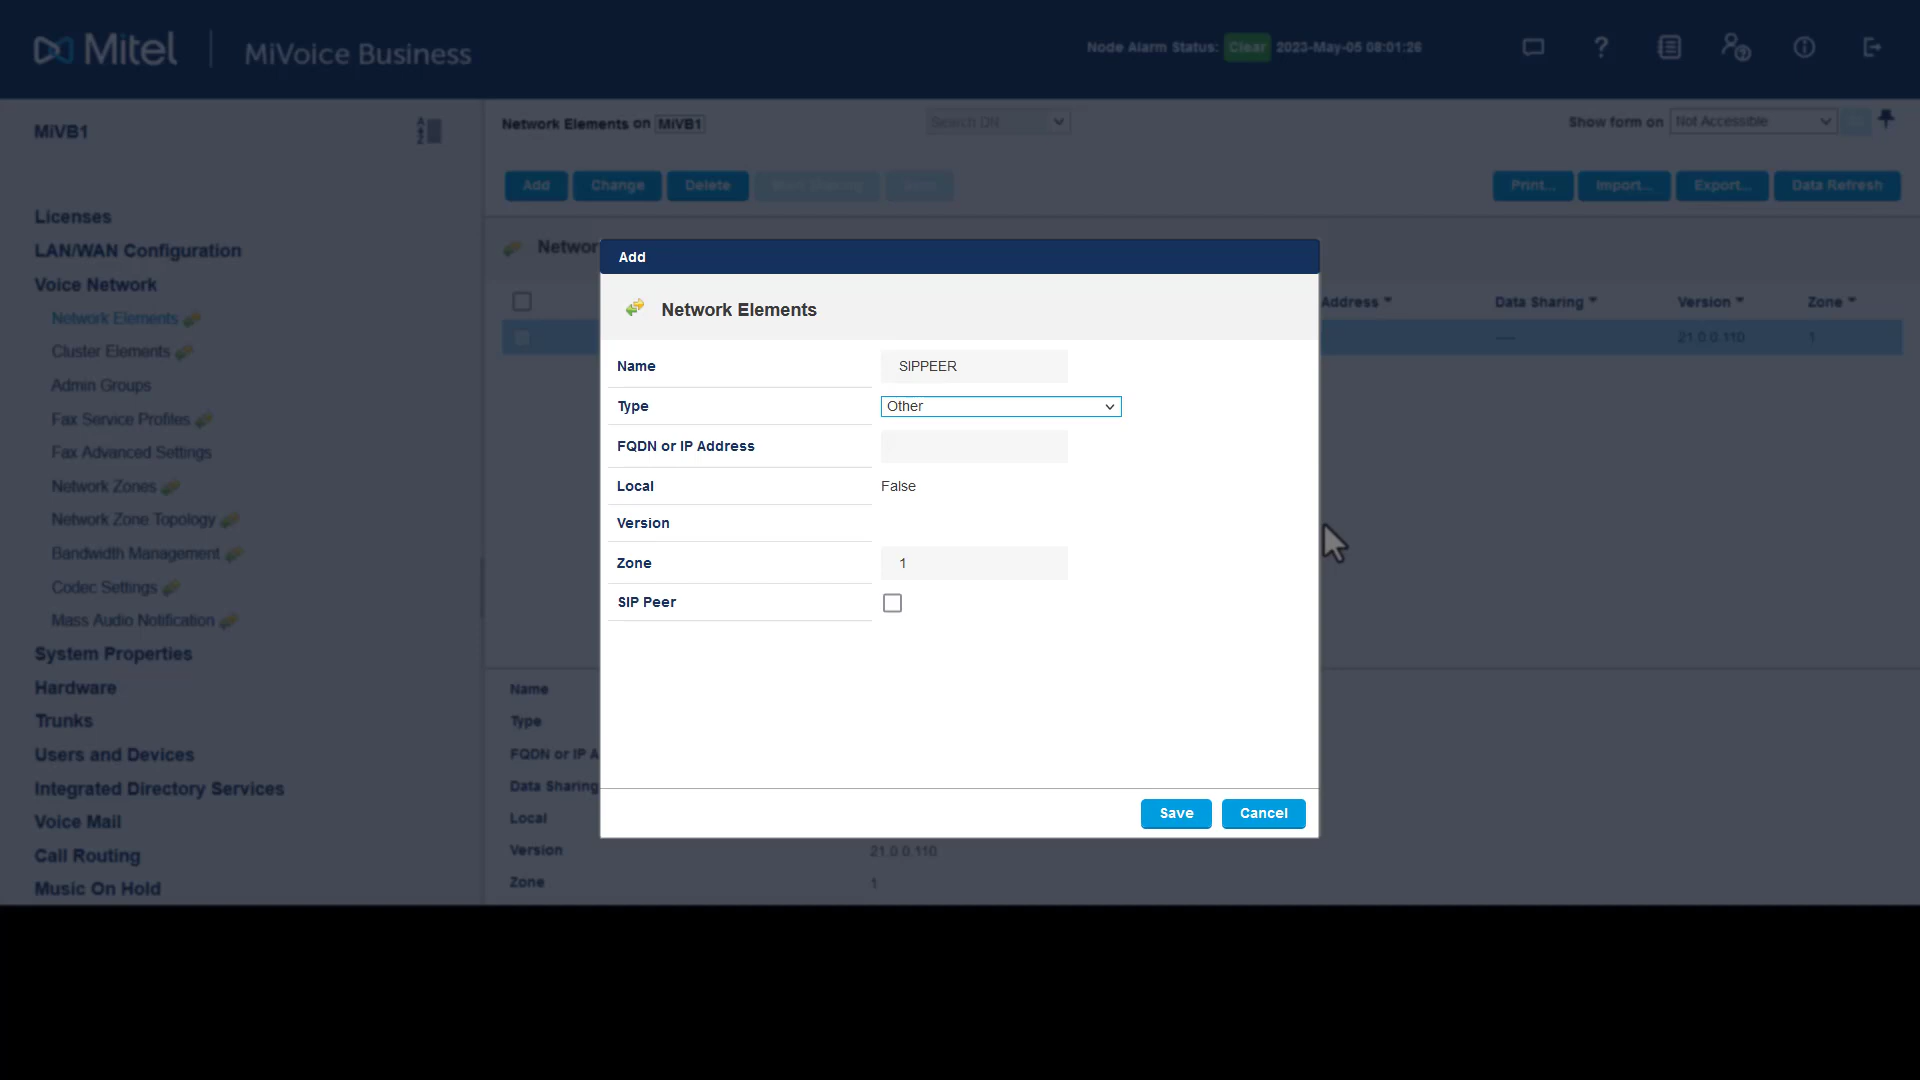 Mitel | MiVoice Business
Node Alarm Status: Clear 2023-May-05 08:01:26
MiVB1
Network Elements on MiVB1
Search DN
Show form on Not Accessible
Add Change Delete Start Sharing Sync
Print... Import... Export... Data Refresh
Licenses
LAN/WAN Configuration
Voice Network
Network Elements
Cluster Elements
Admin Groups
Fax Service Profiles
Fax Advanced Settings
Network Zones
Network Zone Topology
Bandwidth Management
Codec Settings
Mass Audio Notification
System Properties
Hardware
Trunks
Users and Devices
Integrated Directory Services
Voice Mail
Call Routing
Music On Hold
Networ
Address Data Sharing Version Zone
---- 21.0.0.110 1
Add
Network Elements
Name SIPPEER
Type Other
FQDN or IP Address
Local False
Version
Zone 1
SIP Peer
Save Cancel
Name
Type
FQDN or IP A
Data Sharing
Local
Version 21.0.0.110
Zone 1